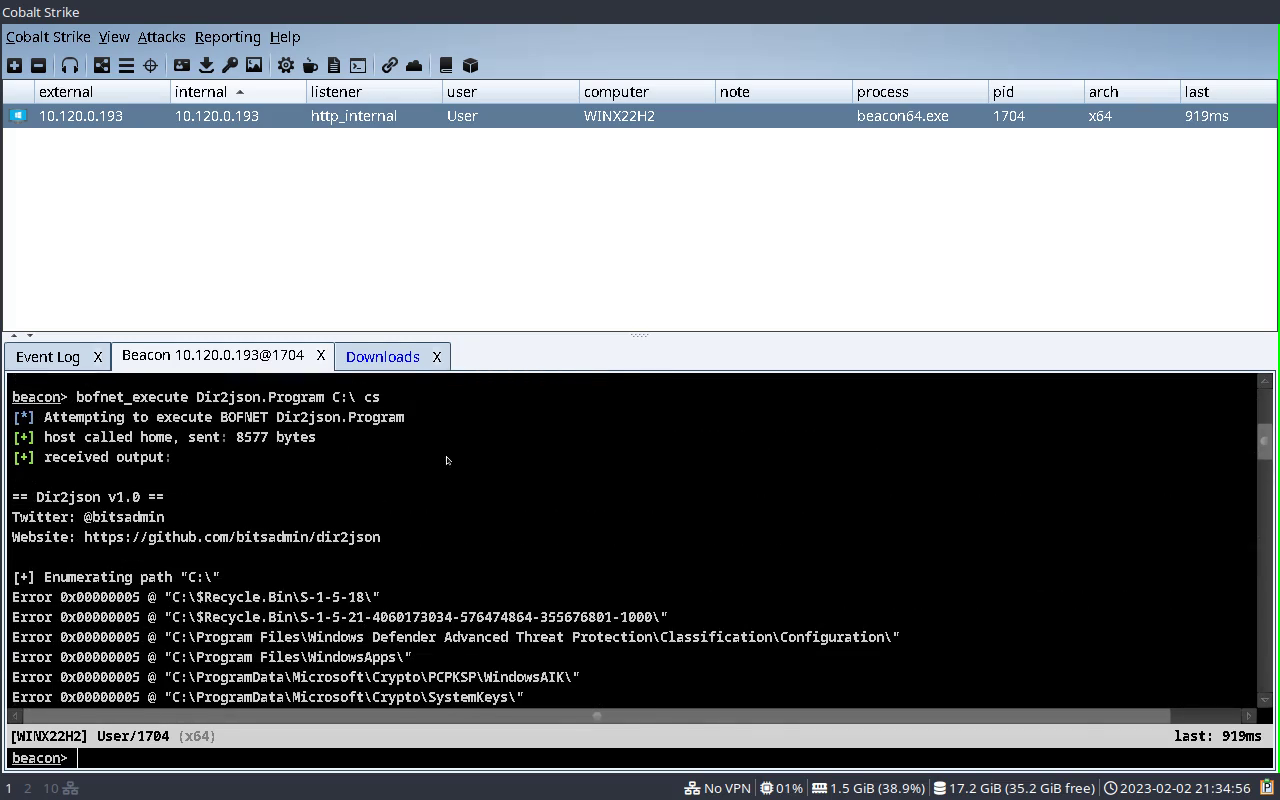 Cobalt Strike
Cobalt Strike View Attacks Reporting Help
external internal listener user computer note process pid arch last
10.120.0.193 10.120.0.193 http_internal User WINX22H2 beacon64.exe 1704 x64 919ms
Event Log X Beacon 10.120.0.193@1704 X Downloads X
beacon> bofnet_execute Dir2json.Program C:\ cs
[*] Attempting to execute BOFNET Dir2json.Program
[+] host called home, sent: 8577 bytes
[+] received output:
== Dir2json v1.0 ==
Twitter: @bitsadmin
Website: https://github.com/bitsadmin/dir2json
[+] Enumerating path "C:\"
Error 0x00000005 @ "C:\$Recycle.Bin\S-1-5-18\"
Error 0x00000005 @ "C:\$Recycle.Bin\S-1-5-21-4060173034-576474864-355676801-1000\"
Error 0x00000005 @ "C:\Program Files\Windows Defender Advanced Threat Protection\Classification\Configuration\"
Error 0x00000005 @ "C:\Program Files\WindowsApps\"
Error 0x00000005 @ "C:\ProgramData\Microsoft\Crypto\PCPKSP\WindowsAIK\"
Error 0x00000005 @ "C:\ProgramData\Microsoft\Crypto\SystemKeys\"
[WINX22H2] User/1704 (x64) last: 919ms
beacon>
1 2 10 No VPN 01% 1.5 GiB (38.9%) 17.2 GiB (35.2 GiB free) 2023-02-02 21:34:56